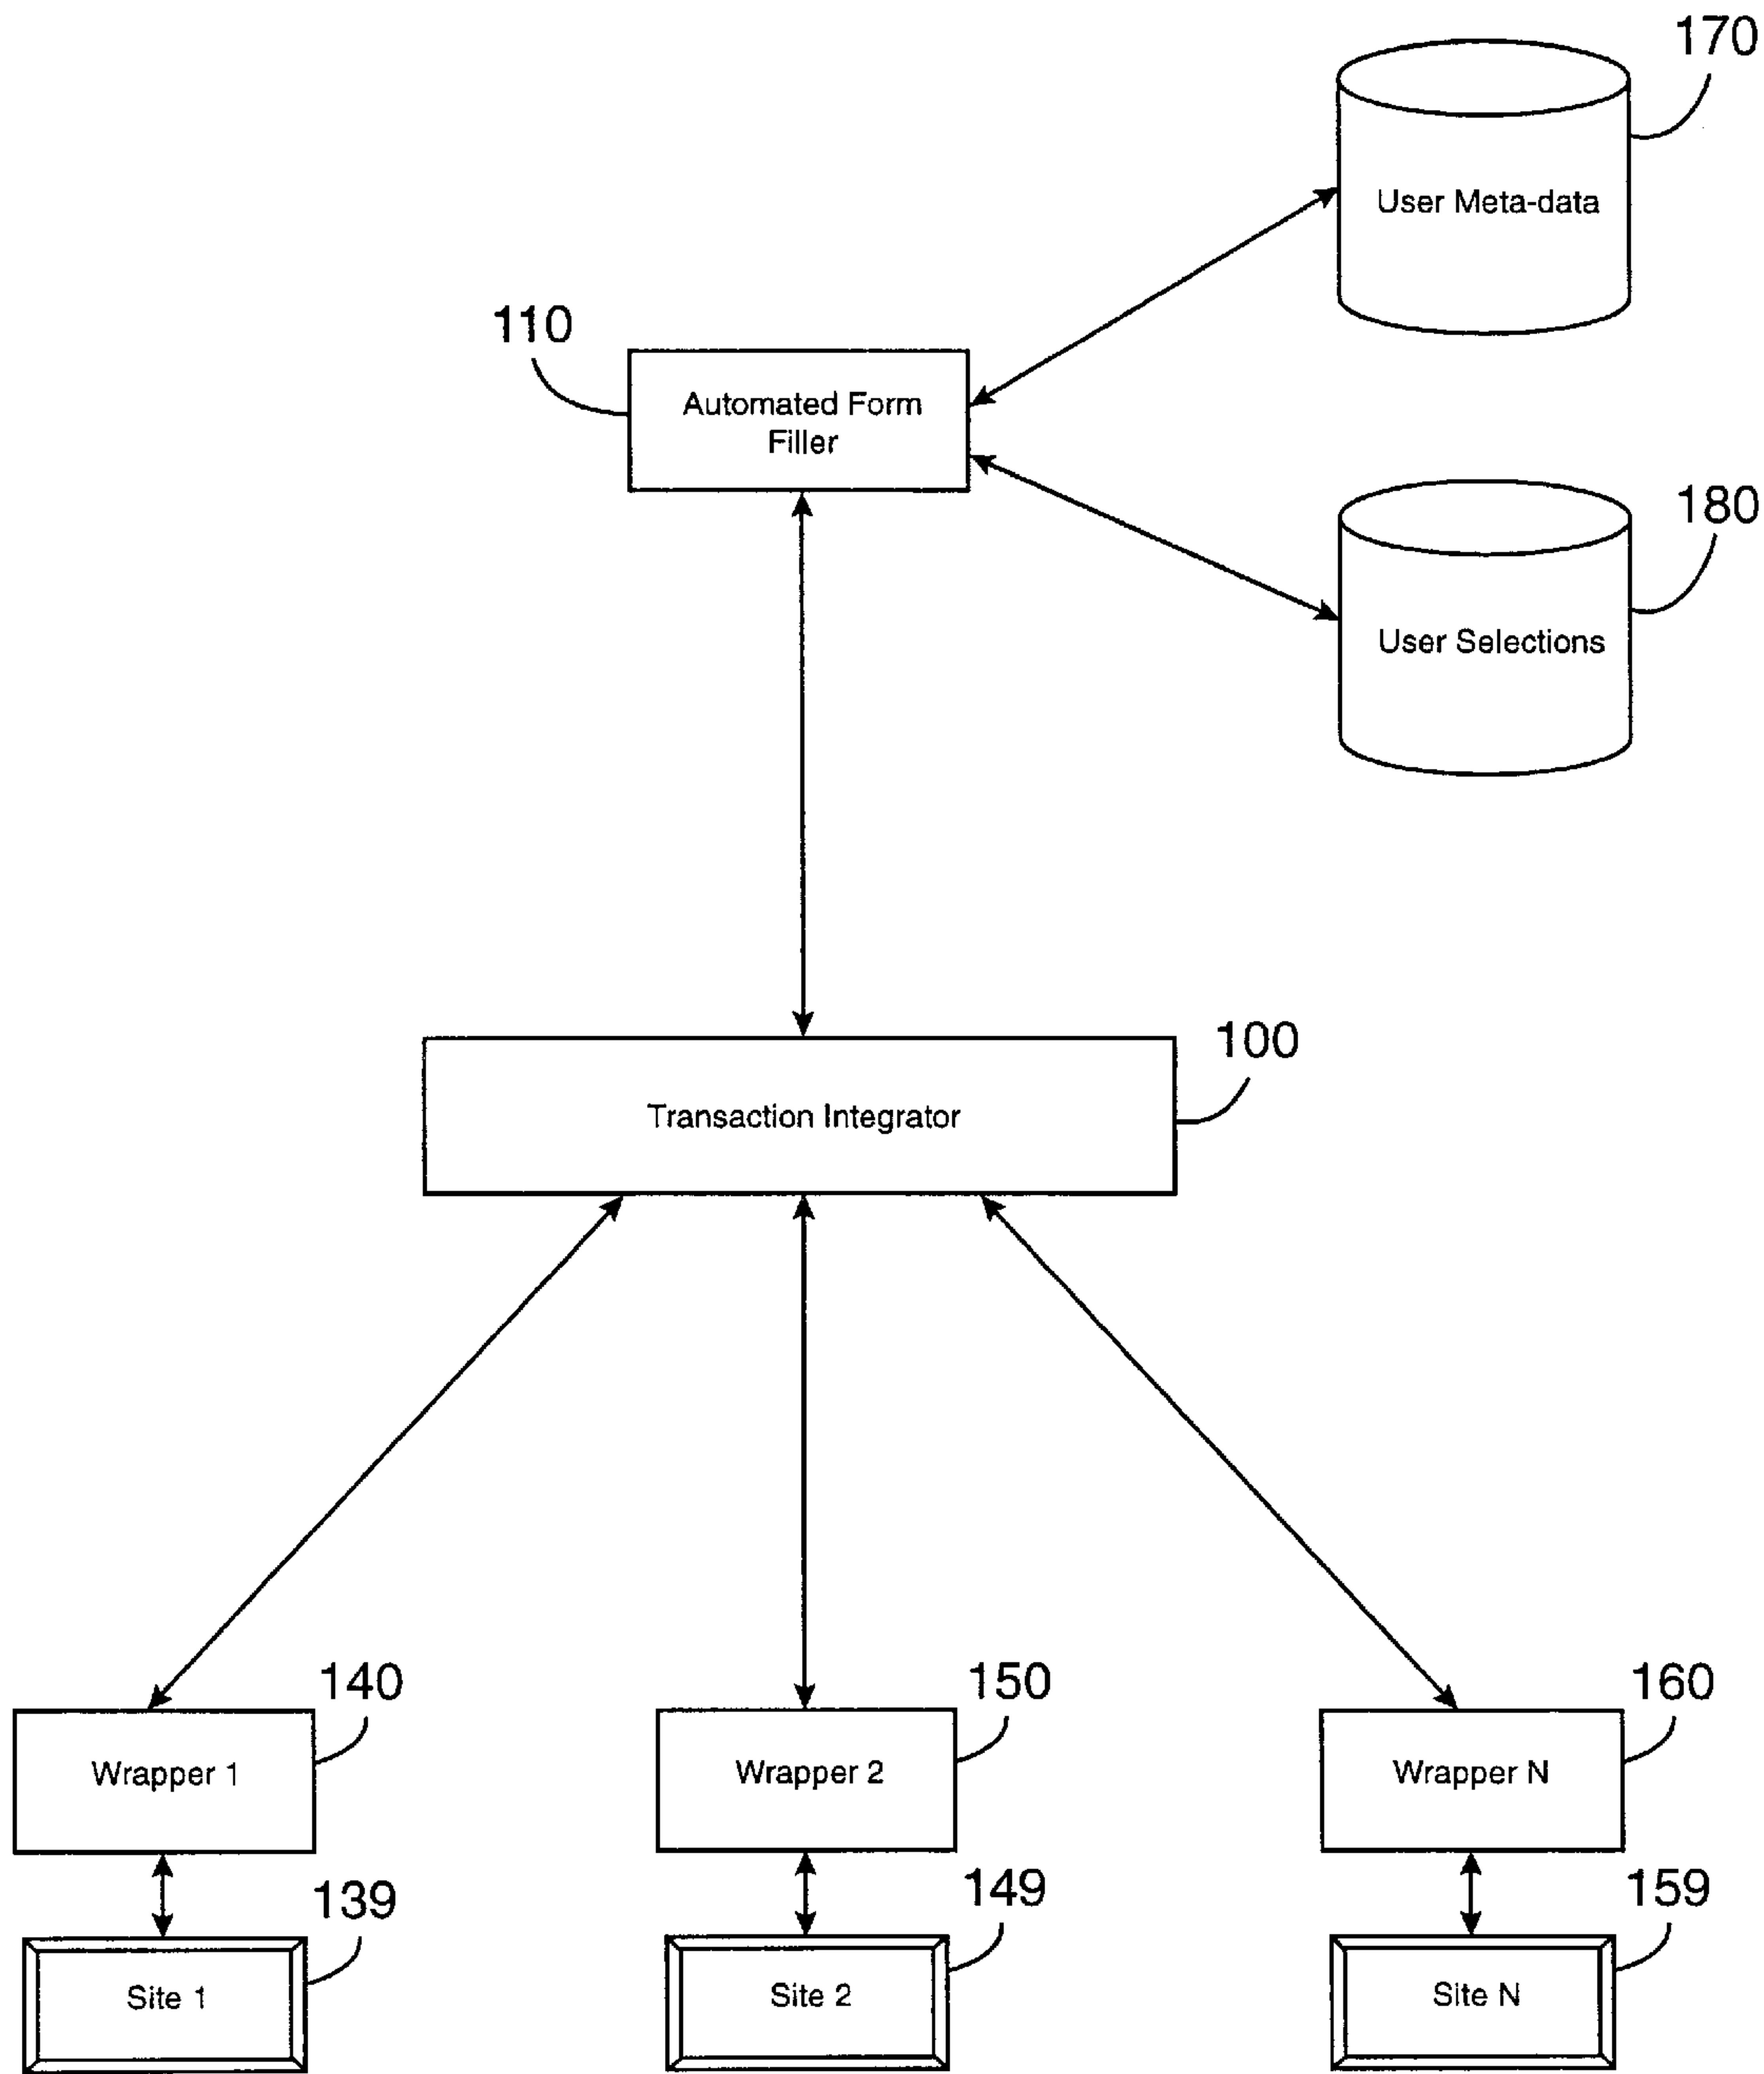 170
User Meta-data
110
Automated Form
Filler
180
User Selections
100
Transaction Integrator
140
150
160
Wrapper 1
Wrapper 2
Wrapper N
139
149
159
Site 1
Site 2
Site N